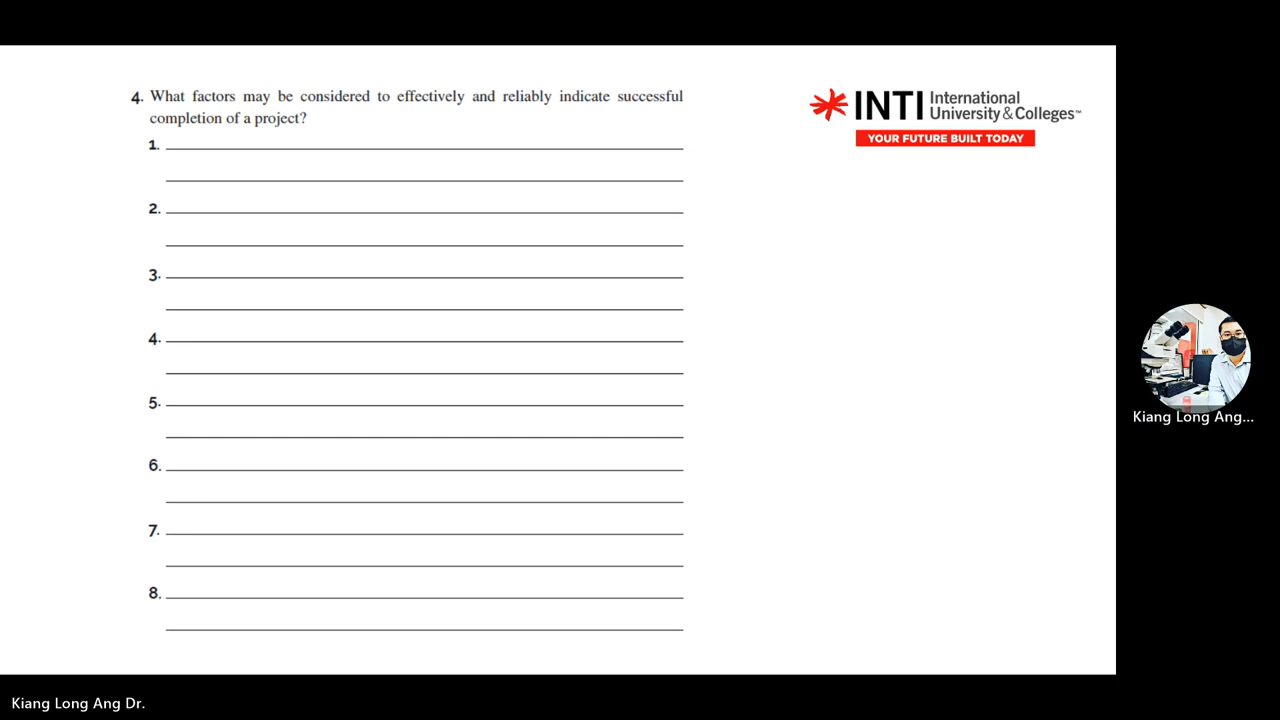 4. What factors may be considered to effectively and reliably indicate successful
completion of a project?
1.
2.
3.
4.
5.
6.
7.
8.
INTI International
University & Colleges™
YOUR FUTURE BUILT TODAY
Kiang Long Ang...
Kiang Long Ang Dr.